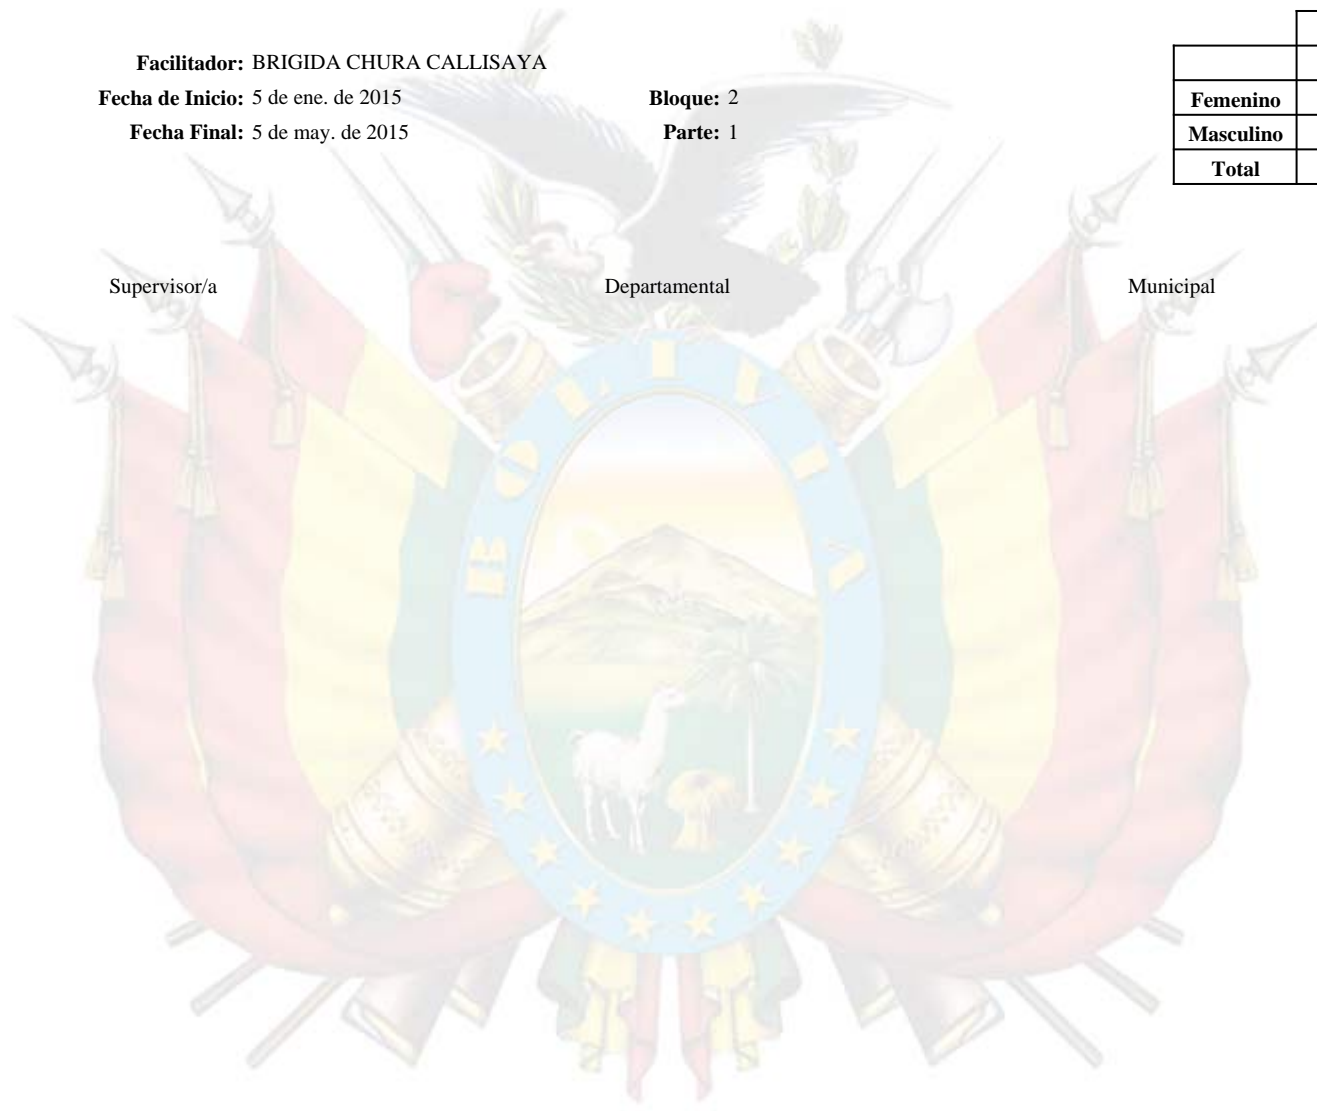 Facilitador: BRIGIDA CHURA CALLISAYA
Fecha de Inicio: 5 de ene. de 2015 Bloque: 2
Fecha Final: 5 de may. de 2015 Parte: 1
Femenino
Masculino
Total
Supervisor/a Departamental Municipal
BOLIVIA